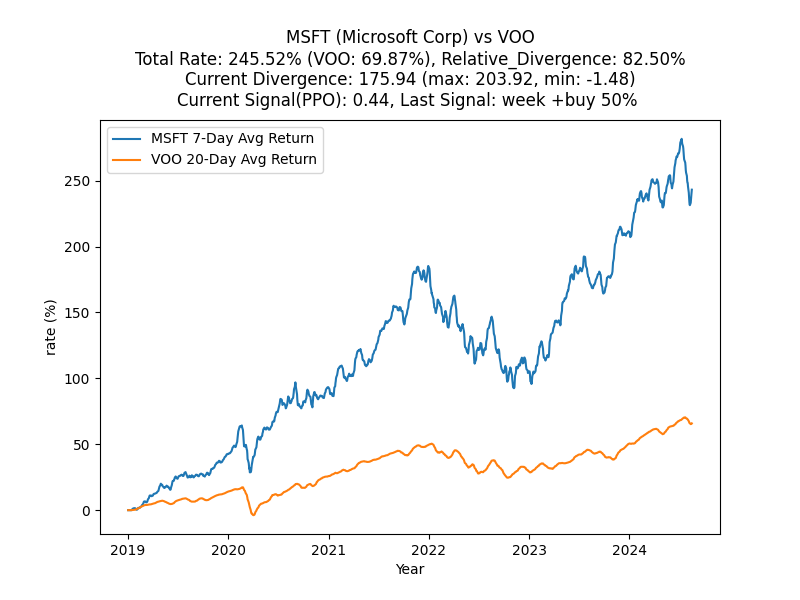 MSFT (Microsoft Corp) vs VOO
Total Rate: 245.52% (VOO: 69.87%), Relative_Divergence: 82.50%
Current Divergence: 175.94 (max: 203.92, min: -1.48)
Current Signal(PPO): 0.44, Last Signal: week +buy 50%
MSFT 7-Day Avg Return
VOO 20-Day Avg Return
rate (%)
250
200
150
100
50
0
2019 2020 2021 2022 2023 2024
Year